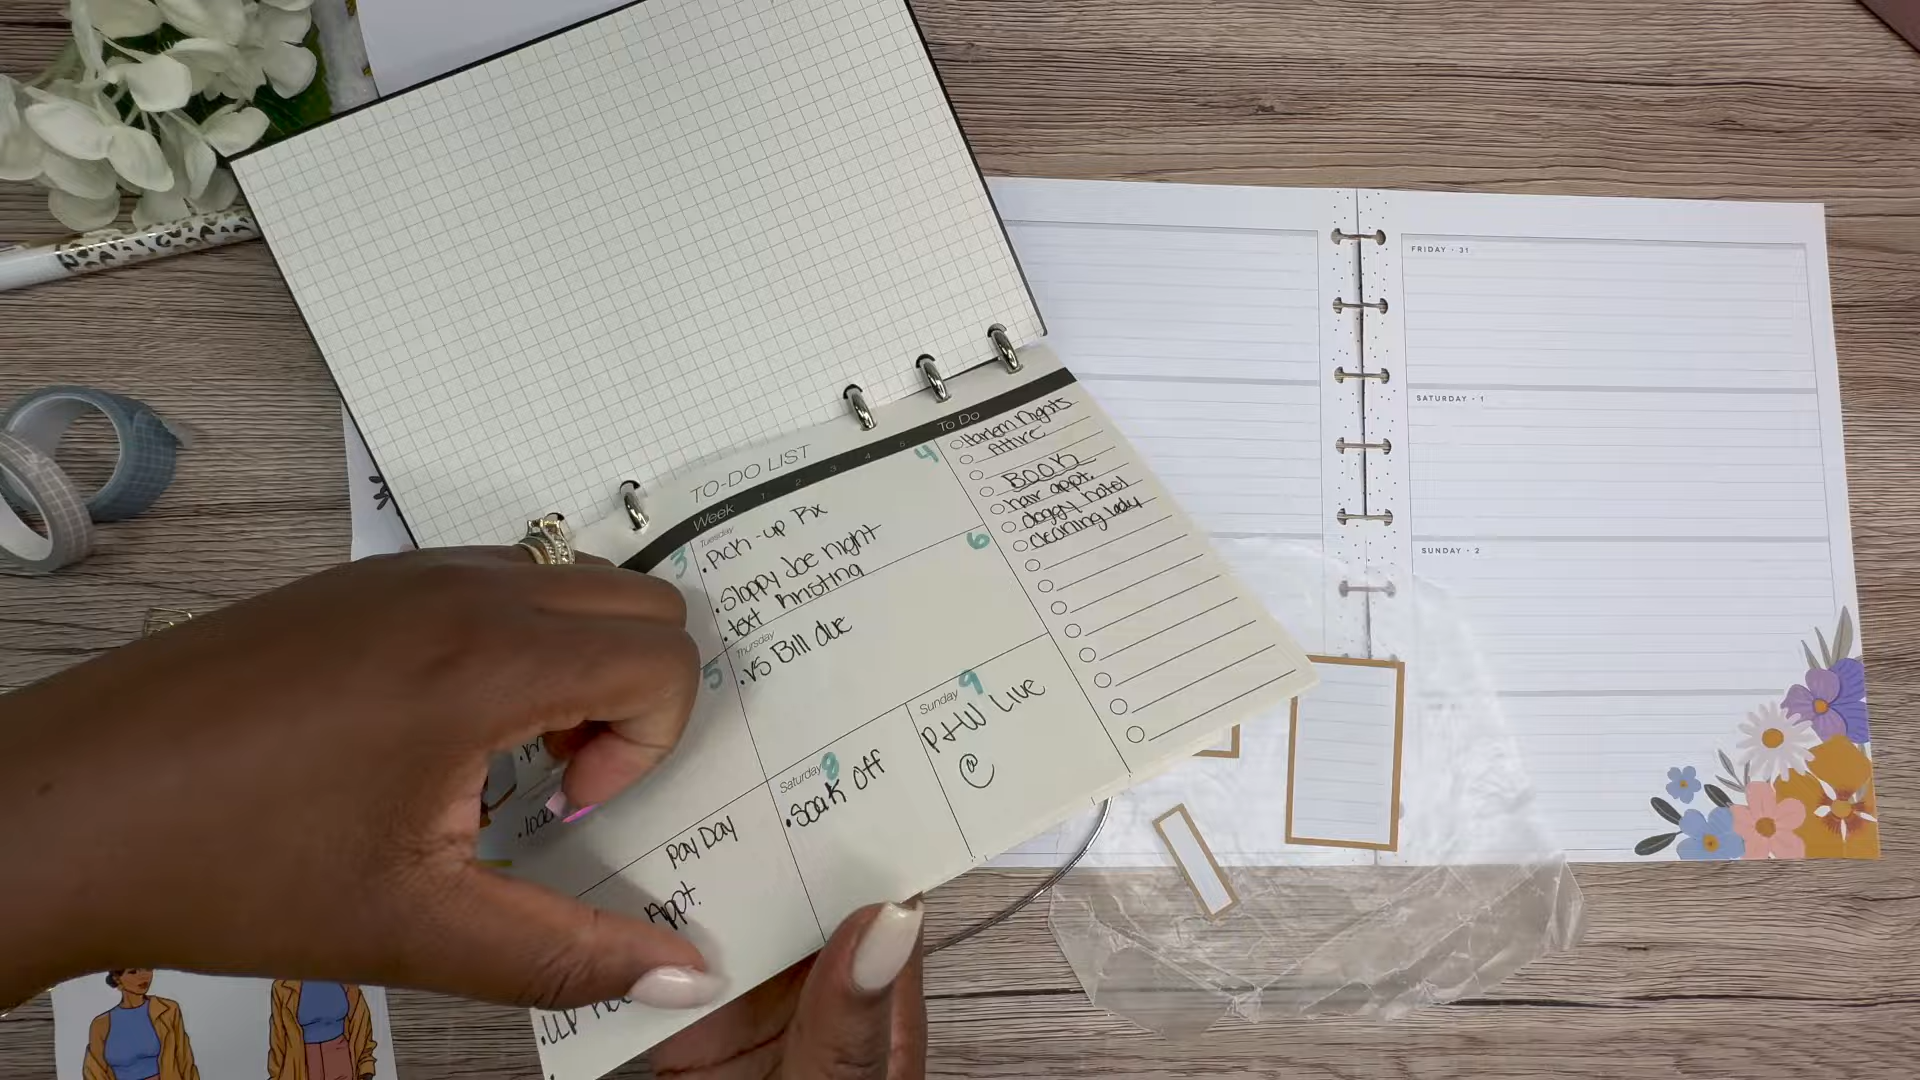 TO-DO LIST
Week 1 2 3 4 5
To Do
Harlem Nights
Attire
BOOK
hair appt.
doggy hotel
cleaning lady
3
Tuesday
4
• Pick-up Rx
• Sloppy Joe night
• text Kristina
5
Thursday
6
• VS Bill due
Pay Day
Appt.
Saturday 8
• Soak off
Sunday 9
P+W Live
@
FRIDAY • 31
SATURDAY • 1
SUNDAY • 2